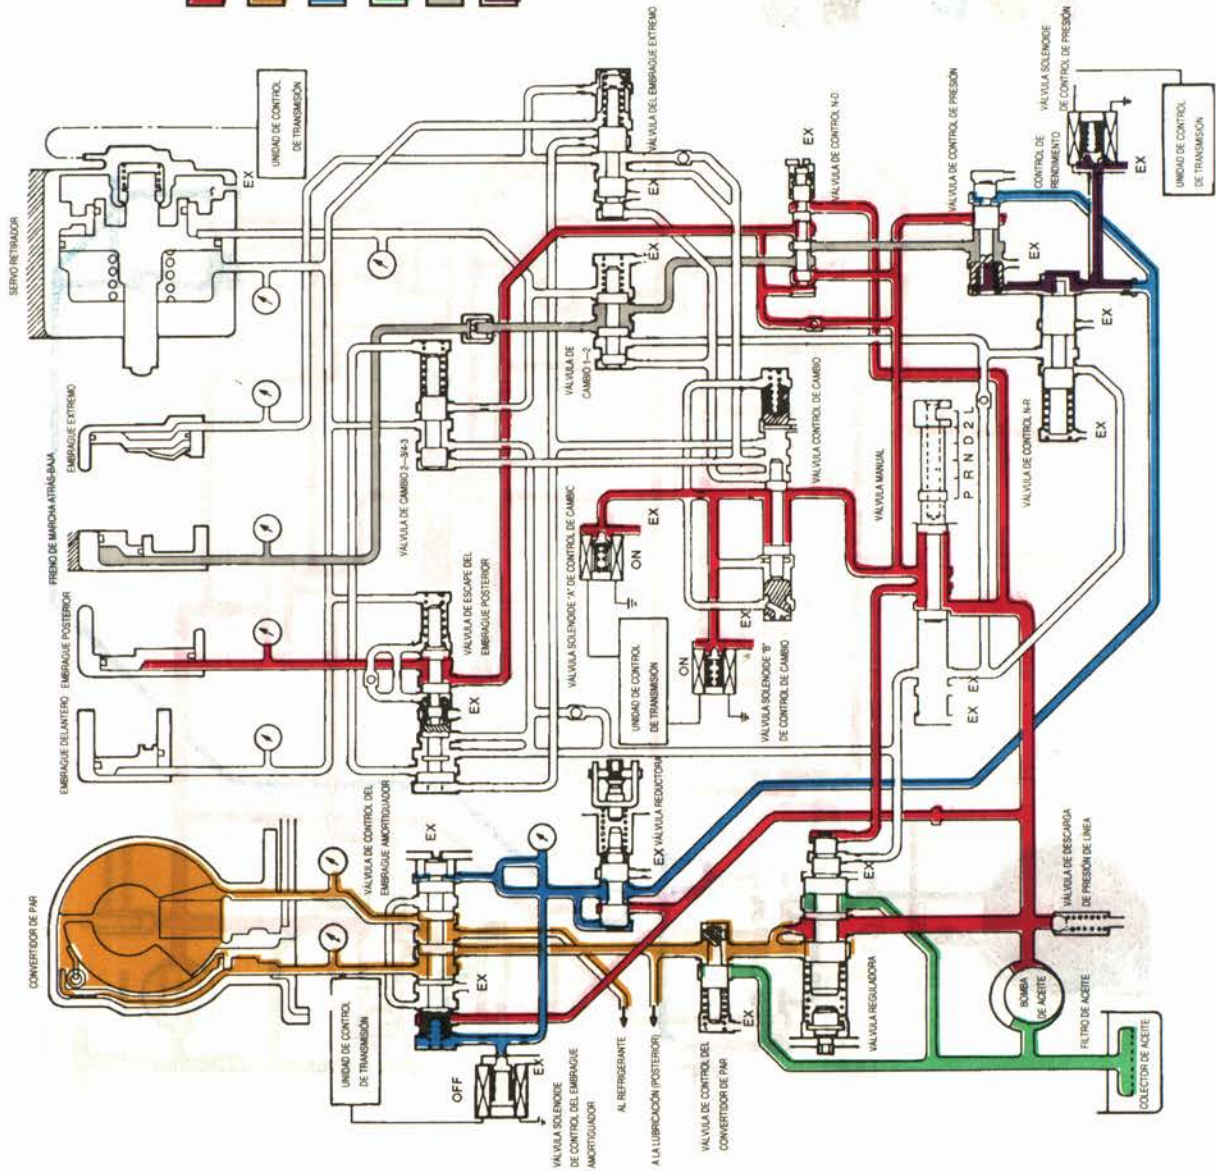 SERVO RETIRADOR
UNIDAD DE CONTROL
DE TRANSMISIÓN
EX
EMBRAGUE EXTREMO
FRENO DE MARCHA ATRÁS-BAJA
EMBRAGUE POSTERIOR
EMBRAGUE DELANTERO
CONVERTIDOR DE PAR
VÁLVULA DEL EMBRAGUE EXTREMO
EX
VÁLVULA DE CAMBIO 2—3/4-3
VÁLVULA DE ESCAPE DEL
EMBRAGUE POSTERIOR
EX
VÁLVULA DE CONTROL DEL
EMBRAGUE AMORTIGUADOR
EX
EX
UNIDAD DE CONTROL
DE TRANSMISIÓN
OFF
EX
VÁLVULA SOLENOIDE
DE CONTROL DEL EMBRAGUE
AMORTIGUADOR
EX
VÁLVULA DE
CAMBIO 1—2
VÁLVULA SOLENOIDE "A" DE CONTROL DE CAMBIC
EX
ON
UNIDAD DE CONTROL
DE TRANSMISIÓN
ON
EX
VÁLVULA SOLENOIDE "B"
DE CONTROL DE CAMBIO
EX VÁLVULA REDUCTORA
AL REFRIGERANTE
A LA LUBRICACIÓN (POSTERIOR)
EX
VÁLVULA DE CONTROL DEL
CONVERTIDOR DE PAR
EX
VÁLVULA DE CONTROL N-D
VÁLVULA CONTROL DE CAMBIO
VÁLVULA MANUAL
P R N D 2 L
EX
EX
EX
VÁLVULA REGULADORA
VÁLVULA DE CONTROL DE PRESIÓN
CONTROL DE
RENDIMIENTO
EX
VÁLVULA SOLENOIDE
DE CONTROL DE PRESIÓN
EX
UNIDAD DE CONTROL
DE TRANSMISIÓN
EX
EX
VÁLVULA DE CONTROL N-R
VÁLVULA DE DESCARGA
DE PRESIÓN DE LÍNEA
BOMBA
DE ACEITE
FILTRO DE ACEITE
COLECTOR DE ACEITE